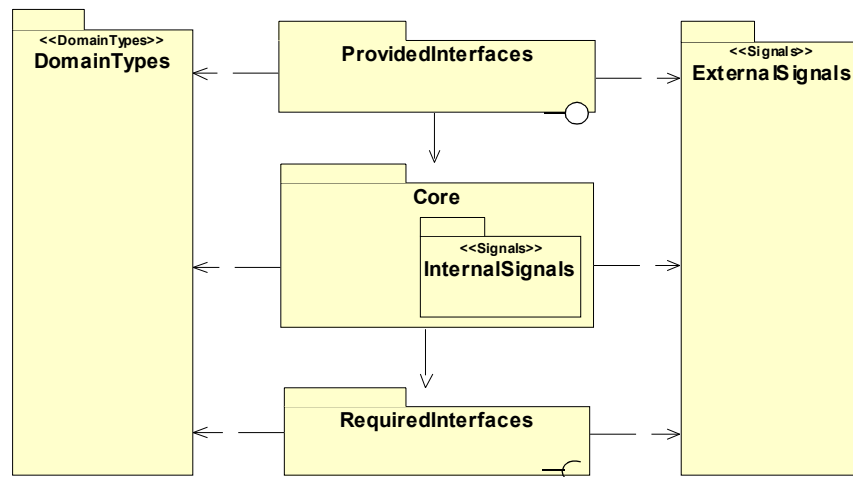 <<DomainTypes>>
DomainTypes
ProvidedInterfaces
<<Signals>>
ExternalSignals
Core
<<Signals>>
InternalSignals
RequiredInterfaces